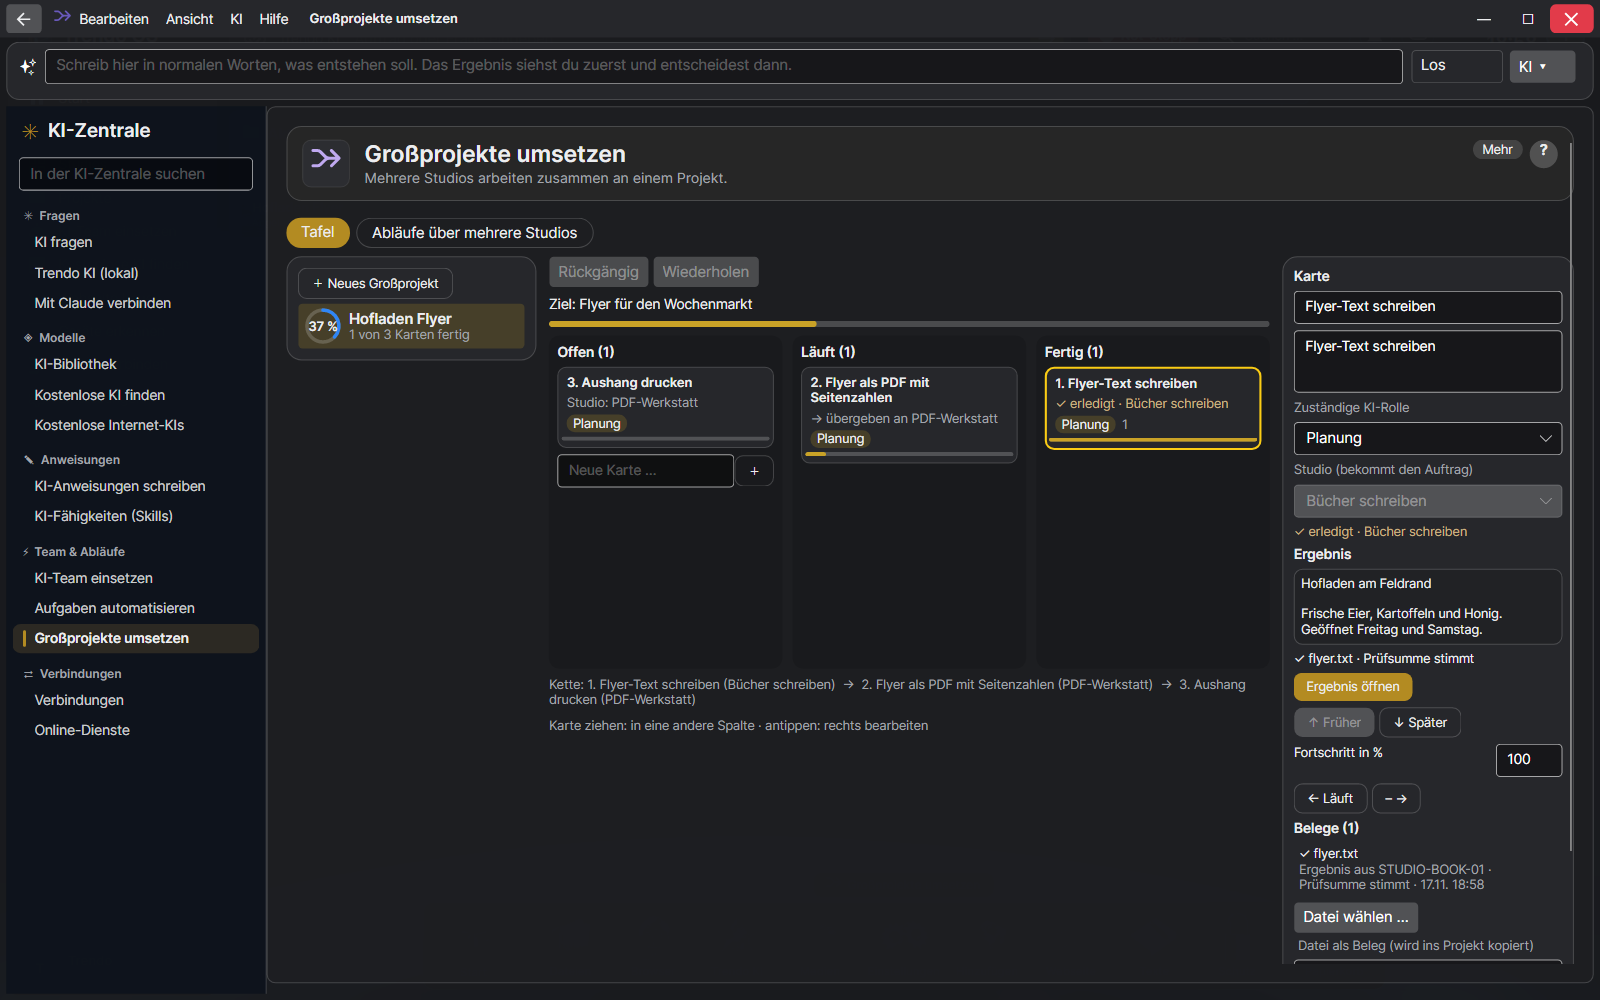 Bearbeiten Ansicht KI Hilfe Großprojekte umsetzen
Schreib hier in normalen Worten, was entstehen soll. Das Ergebnis siehst du zuerst und entscheidest dann.
Los
KI ▾
KI-Zentrale
In der KI-Zentrale suchen
Fragen
KI fragen
Trendo KI (lokal)
Mit Claude verbinden
Modelle
KI-Bibliothek
Kostenlose KI finden
Kostenlose Internet-KIs
Anweisungen
KI-Anweisungen schreiben
KI-Fähigkeiten (Skills)
Team & Abläufe
KI-Team einsetzen
Aufgaben automatisieren
Großprojekte umsetzen
Verbindungen
Verbindungen
Online-Dienste
Großprojekte umsetzen
Mehrere Studios arbeiten zusammen an einem Projekt.
Mehr ?
Tafel
Abläufe über mehrere Studios
+ Neues Großprojekt
37 %
Hofladen Flyer
1 von 3 Karten fertig
Rückgängig Wiederholen
Ziel: Flyer für den Wochenmarkt
Offen (1)
3. Aushang drucken
Studio: PDF-Werkstatt
Planung
Neue Karte ...
+
Läuft (1)
2. Flyer als PDF mit
Seitenzahlen
→ übergeben an PDF-Werkstatt
Planung
Fertig (1)
1. Flyer-Text schreiben
✓ erledigt · Bücher schreiben
Planung 1
Kette: 1. Flyer-Text schreiben (Bücher schreiben) → 2. Flyer als PDF mit Seitenzahlen (PDF-Werkstatt) → 3. Aushang
drucken (PDF-Werkstatt)
Karte ziehen: in eine andere Spalte · antippen: rechts bearbeiten
Karte
Flyer-Text schreiben
Flyer-Text schreiben
Zuständige KI-Rolle
Planung
Studio (bekommt den Auftrag)
Bücher schreiben
✓ erledigt · Bücher schreiben
Ergebnis
Hofladen am Feldrand
Frische Eier, Kartoffeln und Honig.
Geöffnet Freitag und Samstag.
✓ flyer.txt · Prüfsumme stimmt
Ergebnis öffnen
↑ Früher ↓ Später
Fortschritt in %
100
← Läuft – →
Belege (1)
✓ flyer.txt
Ergebnis aus STUDIO-BOOK-01 ·
Prüfsumme stimmt · 17.11. 18:58
Datei wählen ...
Datei als Beleg (wird ins Projekt kopiert)